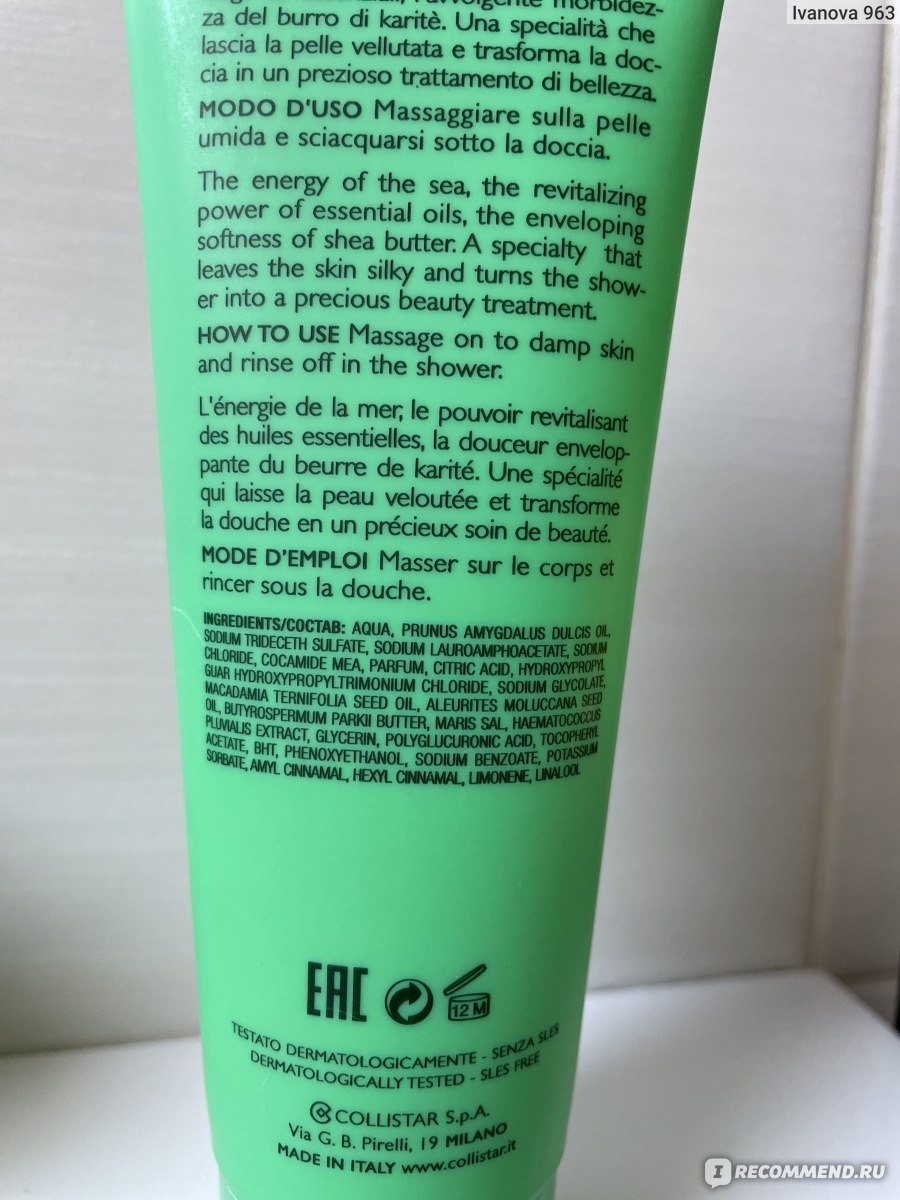 Ivanova 963
l'avvolgente morbidez-
za del burro di karitè. Una specialità che
lascia la pelle vellutata e trasforma la doc-
cia in un prezioso trattamento di bellezza.
MODO D'USO Massaggiare sulla pelle
umida e sciacquarsi sotto la doccia.
The energy of the sea, the revitalizing
power of essential oils, the enveloping
softness of shea butter. A specialty that
leaves the skin silky and turns the show-
er into a precious beauty treatment.
HOW TO USE Massage on to damp skin
and rinse off in the shower.
L'énergie de la mer, le pouvoir revitalisant
des huiles essentielles, la douceur envelop-
pante du beurre de karité. Une spécialité
qui laisse la peau veloutée et transforme
la douche en un précieux soin de beauté.
MODE D'EMPLOI Masser sur le corps et
rincer sous la douche.
INGREDIENTS/СОСТАВ: AQUA, PRUNUS AMYGDALUS DULCIS OIL,
SODIUM TRIDECETH SULFATE, SODIUM LAUROAMPHOACETATE, SODIUM
CHLORIDE, COCAMIDE MEA, PARFUM, CITRIC ACID, HYDROXYPROPYL
GUAR HYDROXYPROPYLTRIMONIUM CHLORIDE, SODIUM GLYCOLATE,
MACADAMIA TERNIFOLIA SEED OIL, ALEURITES MOLUCCANA SEED
OIL, BUTYROSPERMUM PARKII BUTTER, MARIS SAL, HAEMATOCOCCUS
PLUVIALIS EXTRACT, GLYCERIN, POLYGLUCURONIC ACID, TOCOPHERYL
ACETATE, BHT, PHENOXYETHANOL, SODIUM BENZOATE, POTASSIUM
SORBATE, AMYL CINNAMAL, HEXYL CINNAMAL, LIMONENE, LINALOOL
EAC 12 M
TESTATO DERMATOLOGICAMENTE - SENZA SLES
DERMATOLOGICALLY TESTED - SLES FREE
COLLISTAR S.p.A.
Via G. B. Pirelli, 19 MILANO
MADE IN ITALY www.collistar.it
IRECOMMEND.RU